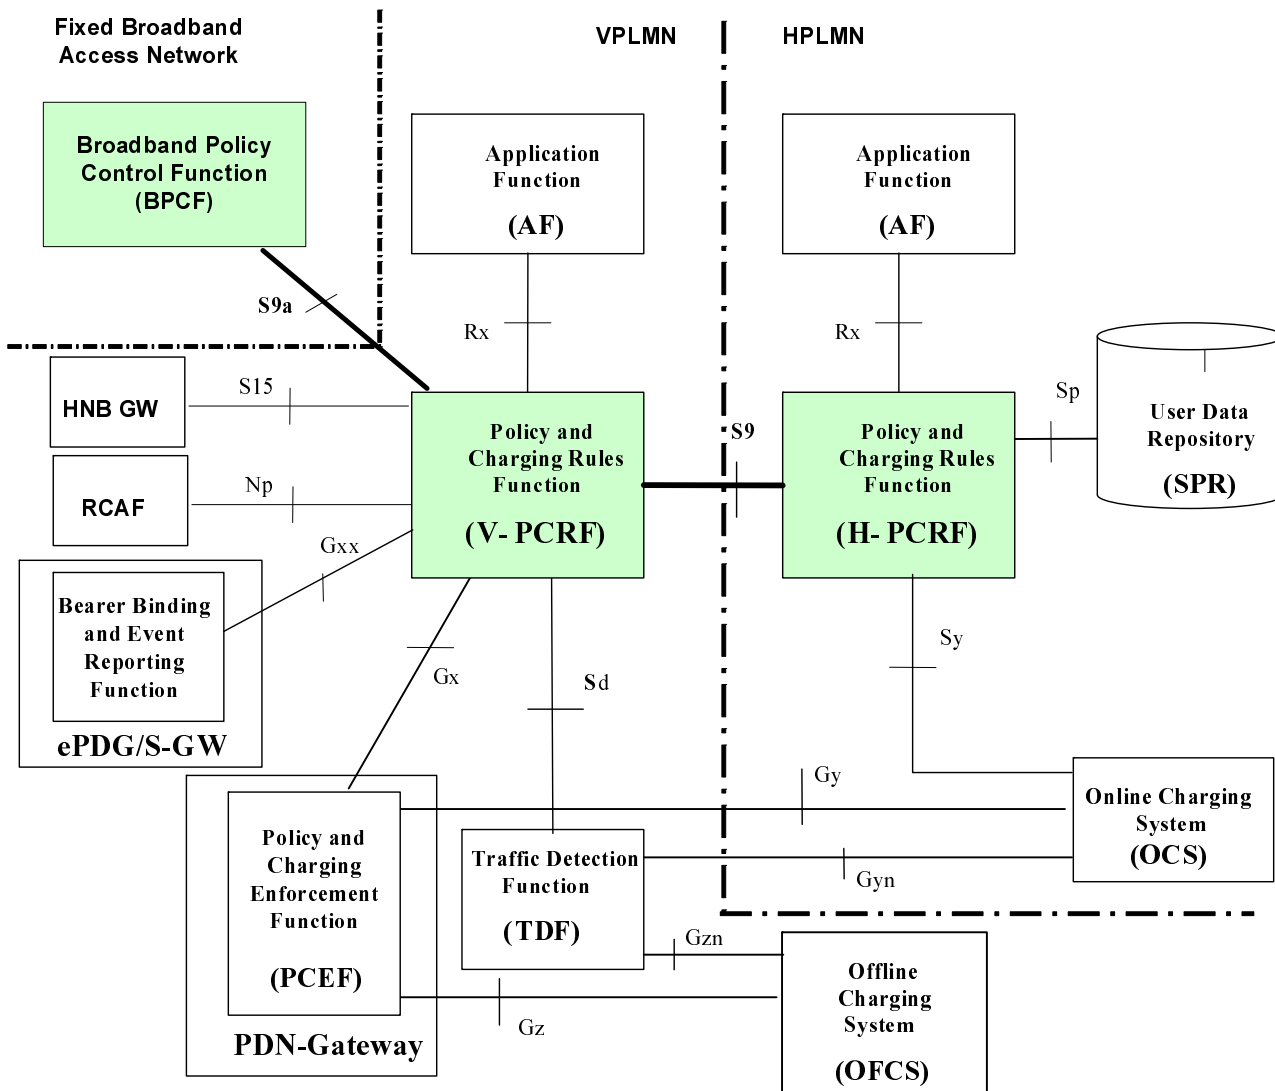 Fixed Broadband
Access Network
VPLMN
HPLMN
Broadband Policy
Control Function
(BPCF)
Application
Function
(AF)
Application
Function
(AF)
S9a
Rx
Rx
HNB GW
S15
Policy and
Charging Rules
Function
(V- PCRF)
S9
Policy and
Charging Rules
Function
(H- PCRF)
Sp
User Data
Repository
(SPR)
RCAF
Np
Gxx
Bearer Binding
and Event
Reporting
Function
ePDG/S-GW
Gx
Sd
Sy
Gy
Online Charging
System
(OCS)
Policy and
Charging
Enforcement
Function
(PCEF)
PDN-Gateway
Traffic Detection
Function
(TDF)
Gyn
Gzn
Gz
Offline
Charging
System
(OFCS)